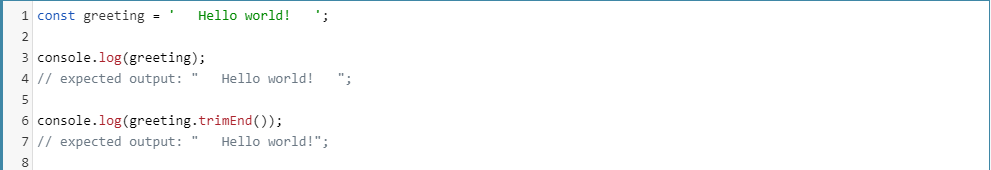 1 const greeting = '   Hello world!   ';
2
3 console.log(greeting);
4 // expected output: "   Hello world!   ";
5
6 console.log(greeting.trimEnd());
7 // expected output: "   Hello world!";
8